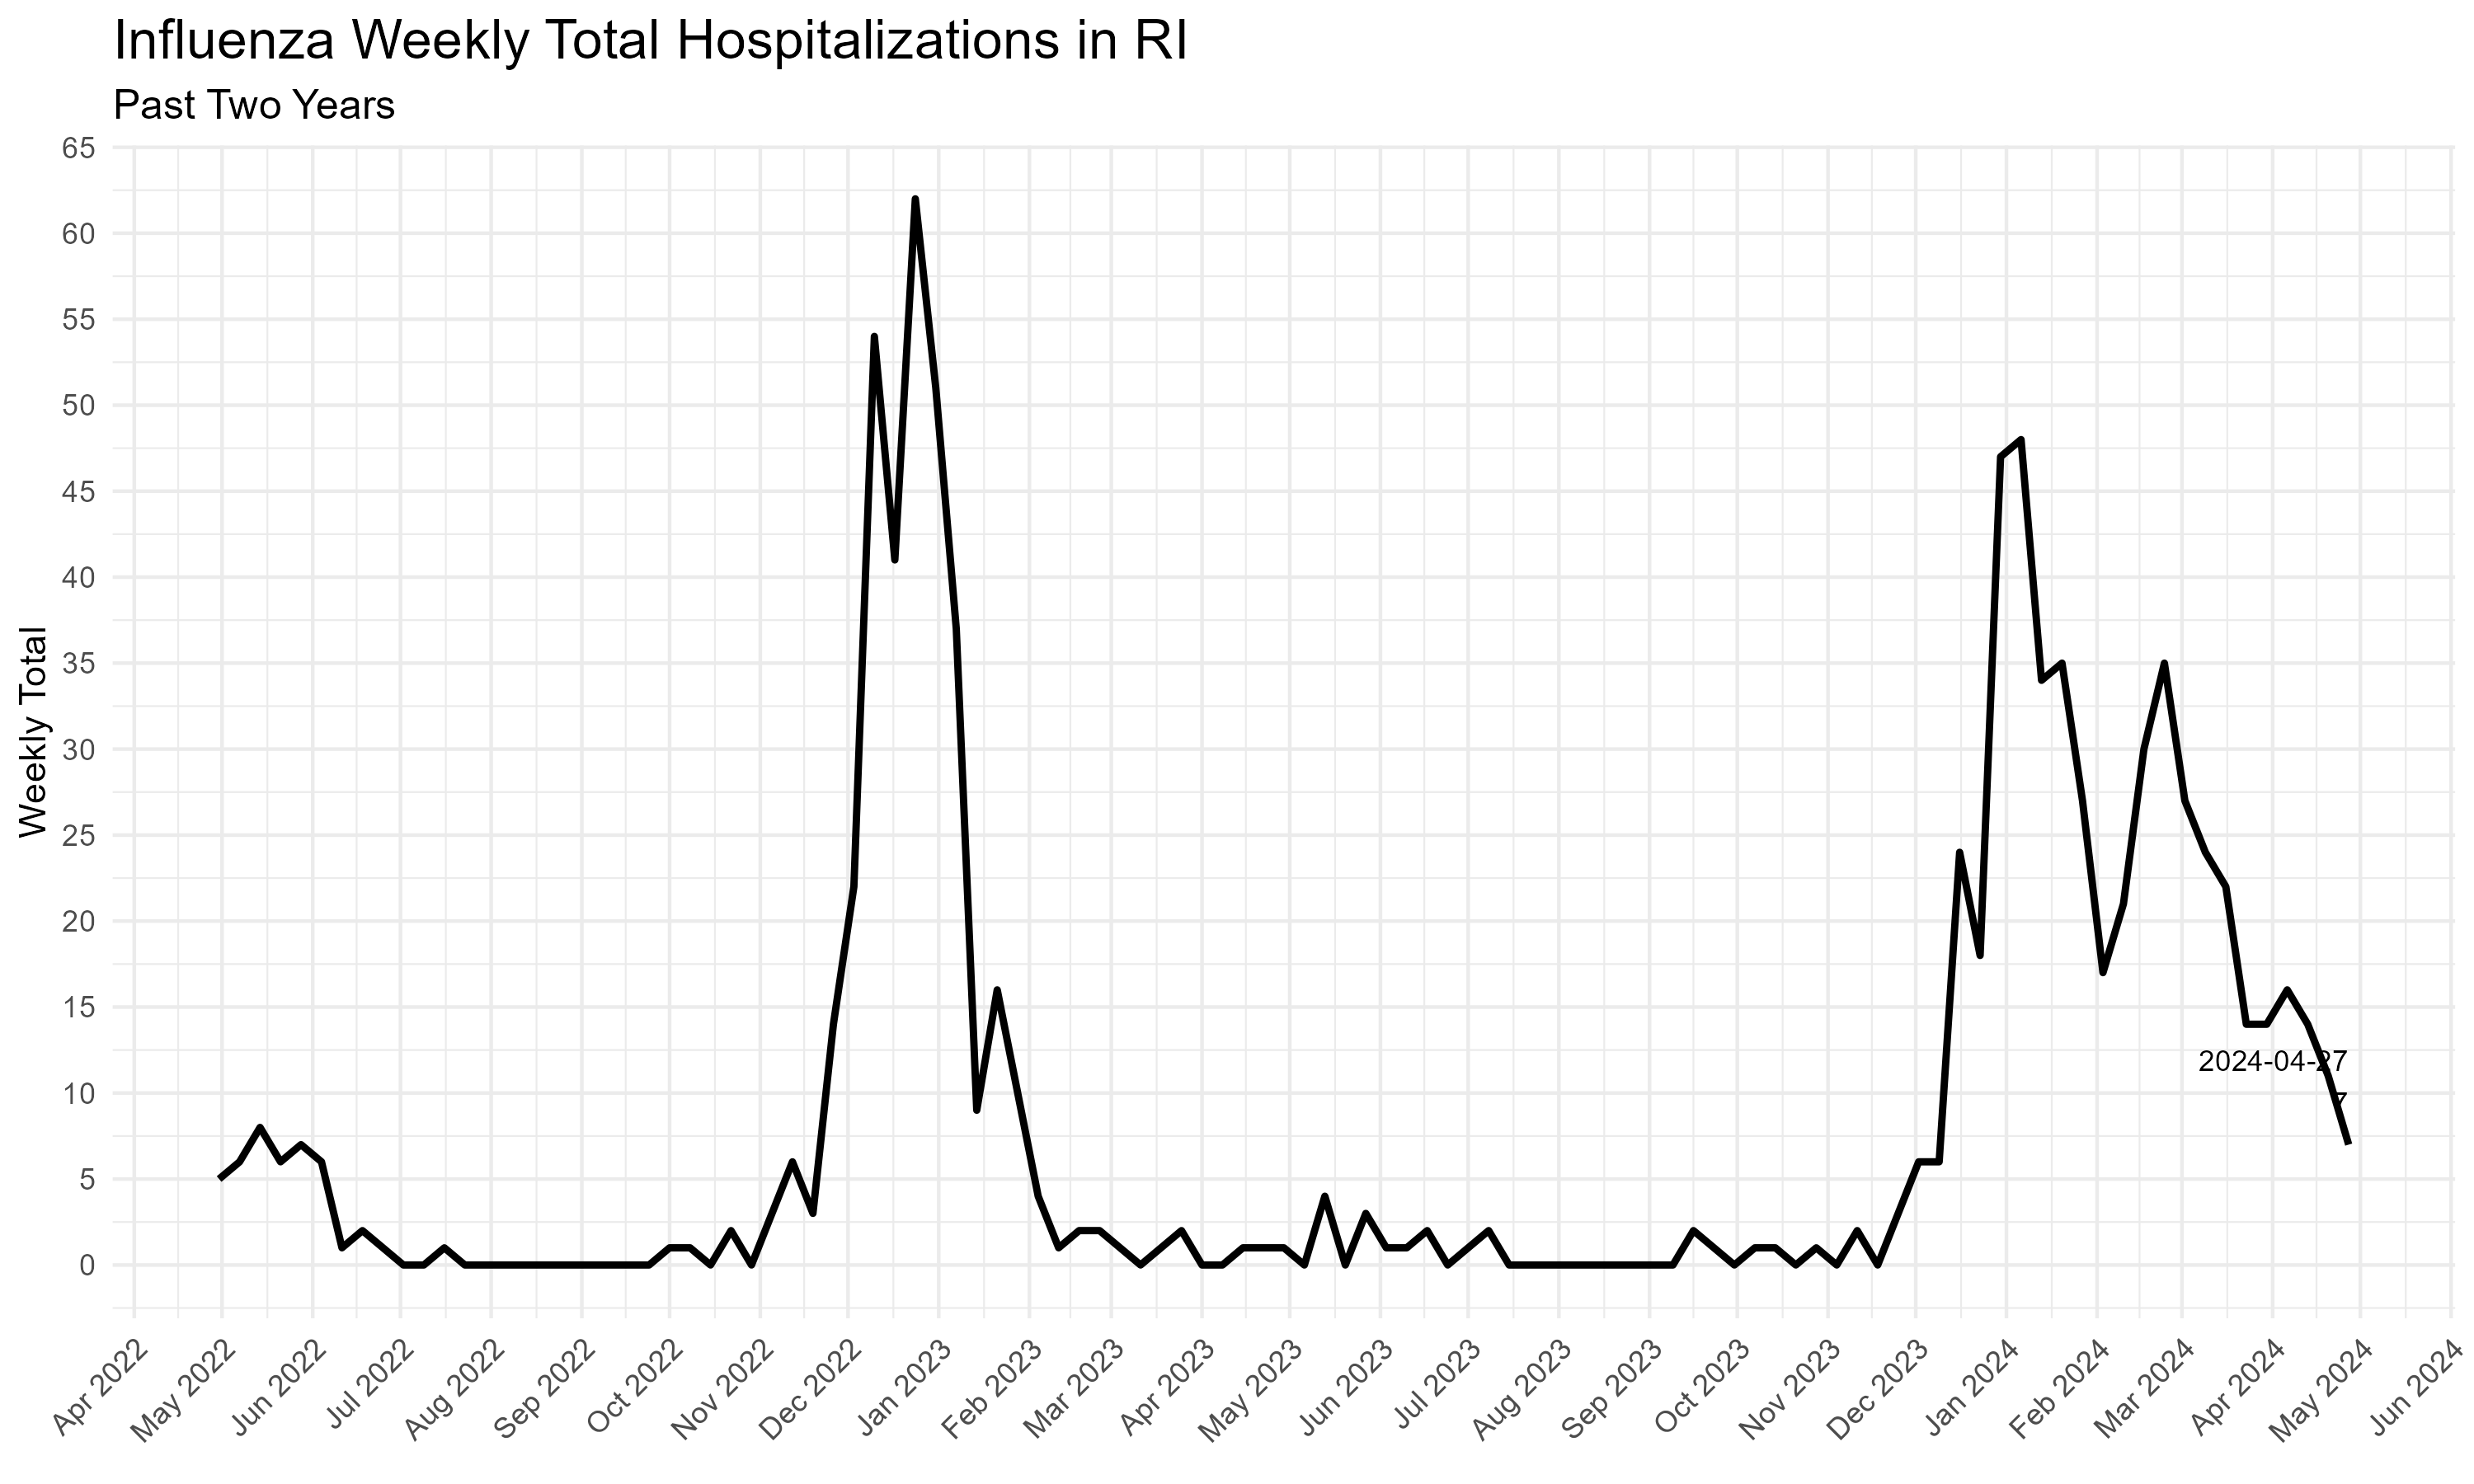 Influenza Weekly Total Hospitalizations in RI
Past Two Years
Weekly Total
65
60
55
50
45
40
35
30
25
20
15
10
5
0
2024-04-27
7
Apr 2022
May 2022
Jun 2022
Jul 2022
Aug 2022
Sep 2022
Oct 2022
Nov 2022
Dec 2022
Jan 2023
Feb 2023
Mar 2023
Apr 2023
May 2023
Jun 2023
Jul 2023
Aug 2023
Sep 2023
Oct 2023
Nov 2023
Dec 2023
Jan 2024
Feb 2024
Mar 2024
Apr 2024
May 2024
Jun 2024